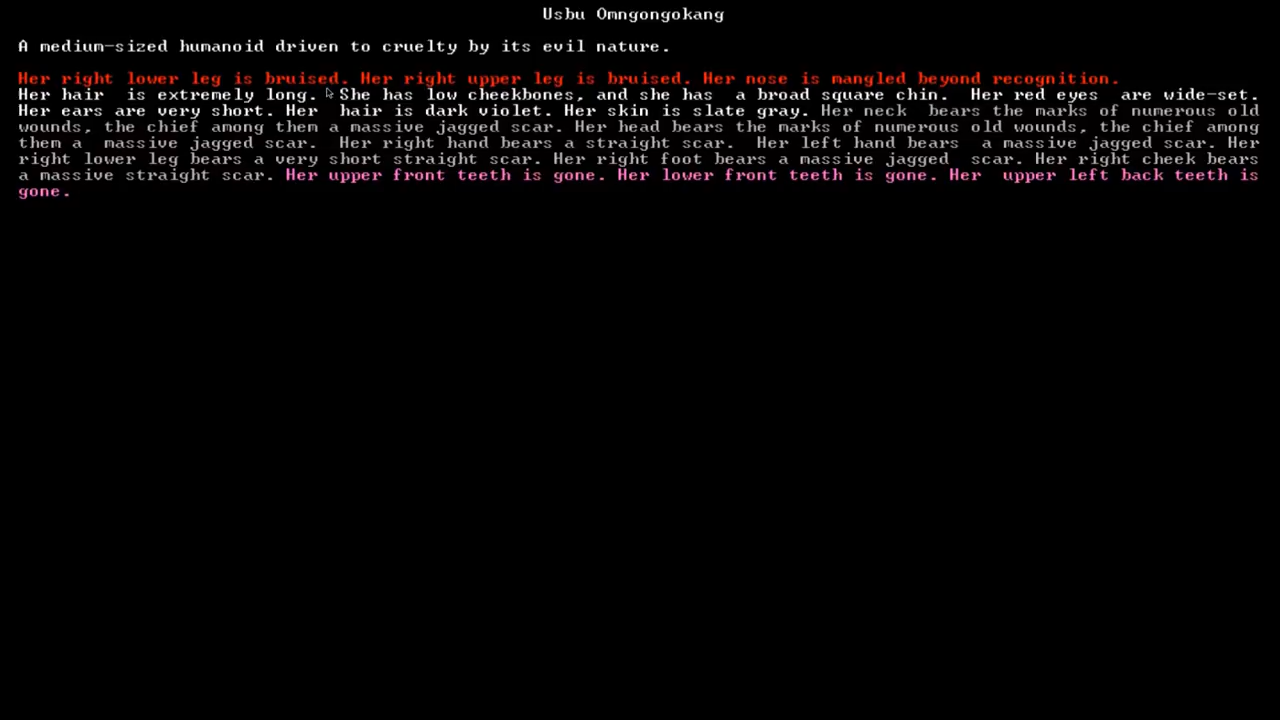 Usbu Omngongokang
A medium-sized humanoid driven to cruelty by its evil nature.
Her right lower leg is bruised. Her right upper leg is bruised. Her nose is mangled beyond recognition.
Her hair  is extremely long.  She has low cheekbones, and she has  a broad square chin.  Her red eyes  are wide-set.
Her ears are very short. Her  hair is dark violet. Her skin is slate gray. Her neck  bears the marks of numerous old
wounds, the chief among them a massive jagged scar. Her head bears the marks of numerous old wounds, the chief among
them a  massive jagged scar.  Her right hand bears a straight scar.  Her left hand bears  a massive jagged scar. Her
right lower leg bears a very short straight scar. Her right foot bears a massive jagged  scar. Her right cheek bears
a massive straight scar. Her upper front teeth is gone. Her lower front teeth is gone. Her  upper left back teeth is
gone.